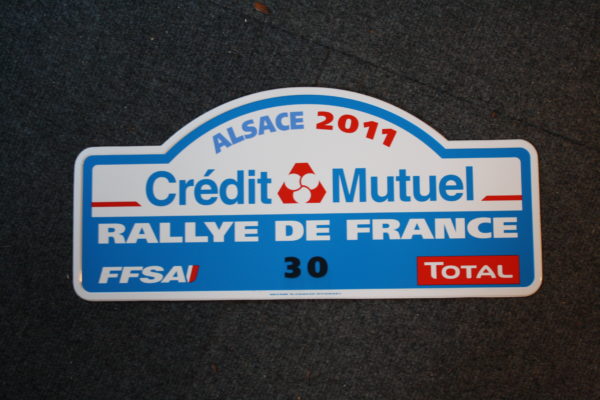 ALSACE 2011
Crédit Mutuel
RALLYE DE FRANCE
FFSA 30 TOTAL